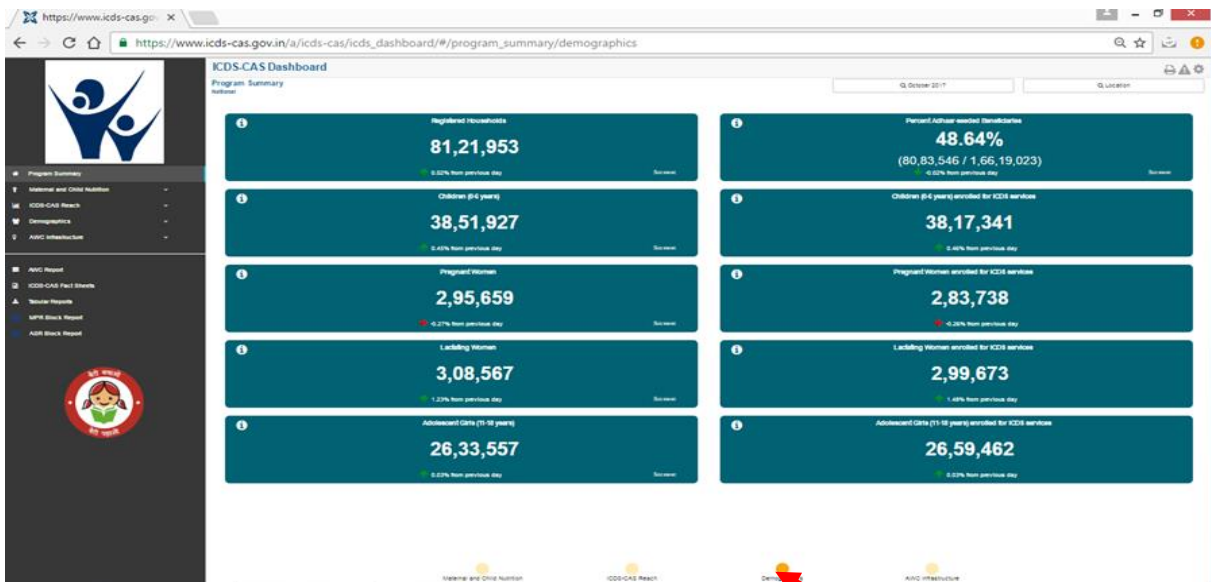 https://www.icds-cas.gov
https://www.icds-cas.gov.in/a/icds-cas/icds_dashboard/#/program_summary/demographics
ICDS-CAS Dashboard
Program Summary
National
October 2017
Location
Program Summary
Maternal and Child Nutrition
ICDS-CAS Reach
Demographics
AWC Infrastructure
AWC Report
ICDS-CAS Fact Sheets
Tabular Reports
MPR Block Report
ASR Block Report
बेटी बचाओ
बेटी पढ़ाओ
Registered Households
81,21,953
0.02% from previous day
Percent Adhaar-seeded Beneficiaries
48.64%
(80,83,546 / 1,66,19,023)
-0.02% from previous day
Children (0-6 years)
38,51,927
0.45% from previous day
Children (0-6 years) enrolled for ICDS services
38,17,341
0.46% from previous day
Pregnant Women
2,95,659
-0.27% from previous day
Pregnant Women enrolled for ICDS services
2,83,738
-0.26% from previous day
Lactating Women
3,08,567
1.23% from previous day
Lactating Women enrolled for ICDS services
2,99,673
1.48% from previous day
Adolescent Girls (11-18 years)
26,33,557
0.03% from previous day
Adolescent Girls (11-18 years) enrolled for ICDS services
26,59,462
0.03% from previous day
Maternal and Child Nutrition
ICDS-CAS Reach
AWC Infrastructure